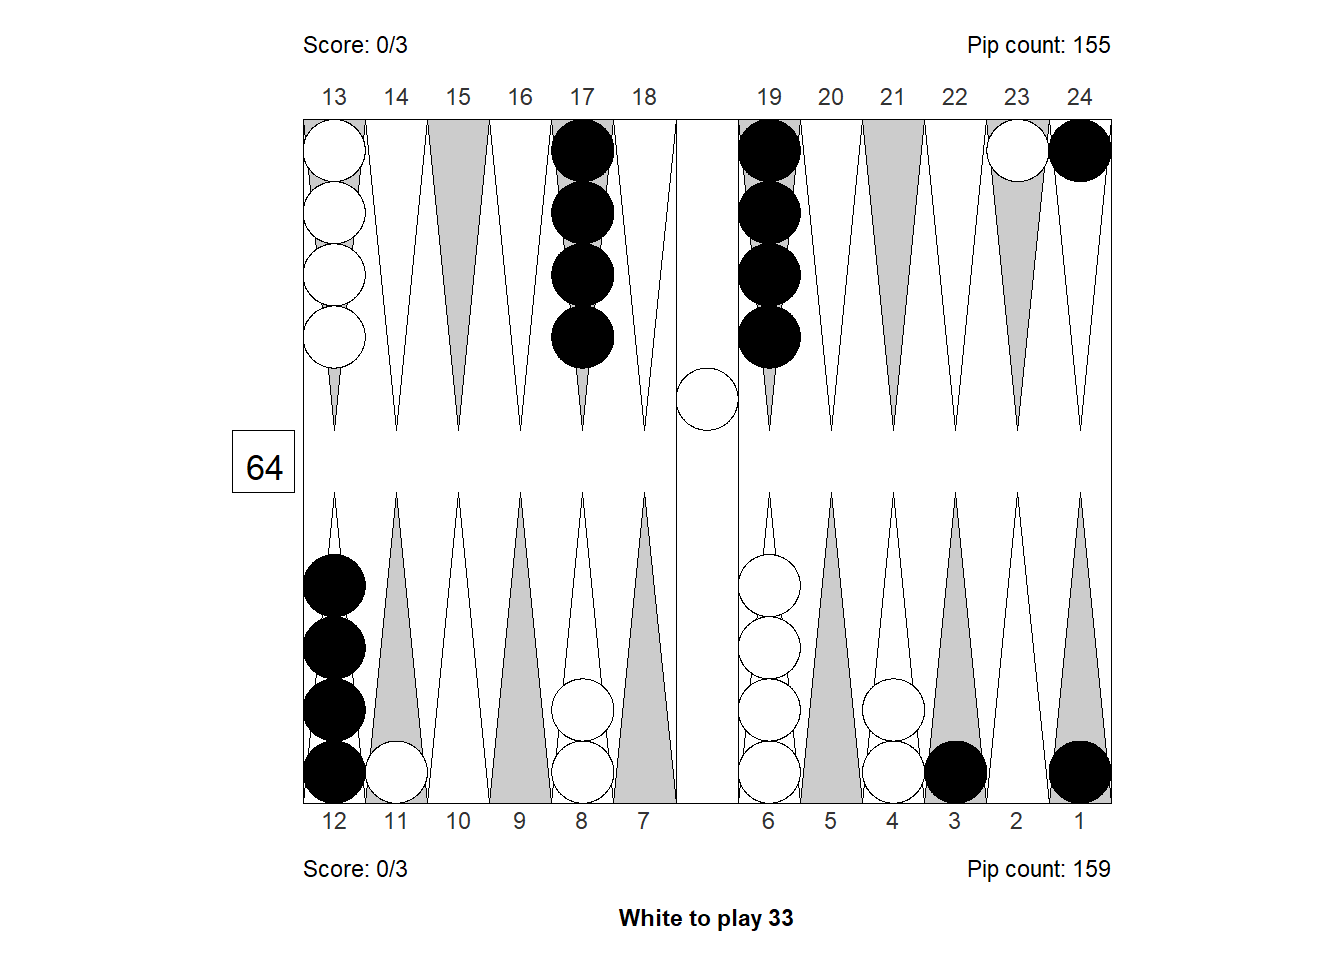 Score: 0/3 Pip count: 155
13 14 15 16 17 18 19 20 21 22 23 24
64
12 11 10 9 8 7 6 5 4 3 2 1
Score: 0/3 Pip count: 159
White to play 33